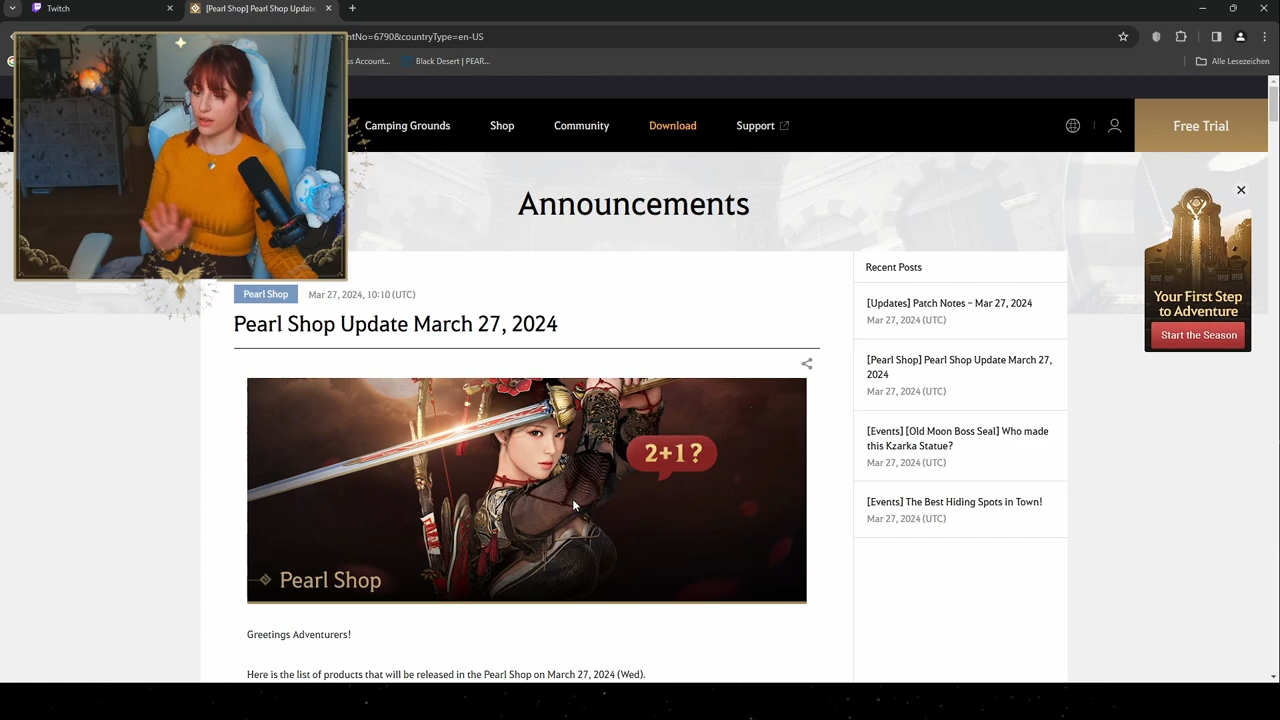 Twitch
[Pearl Shop] Pearl Shop Update
ntNo=6790&countryType=en-US
ss Account...
Black Desert | PEAR...
Alle Lesezeichen
Camping Grounds
Shop
Community
Download
Support
Free Trial
Announcements
Pearl Shop
Mar 27, 2024, 10:10 (UTC)
Pearl Shop Update March 27, 2024
2+1?
Pearl Shop
Greetings Adventurers!
Here is the list of products that will be released in the Pearl Shop on March 27, 2024 (Wed).
Recent Posts
[Updates] Patch Notes – Mar 27, 2024
Mar 27, 2024 (UTC)
[Pearl Shop] Pearl Shop Update March 27,
2024
Mar 27, 2024 (UTC)
[Events] [Old Moon Boss Seal] Who made
this Kzarka Statue?
Mar 27, 2024 (UTC)
[Events] The Best Hiding Spots in Town!
Mar 27, 2024 (UTC)
Your First Step
to Adventure
Start the Season